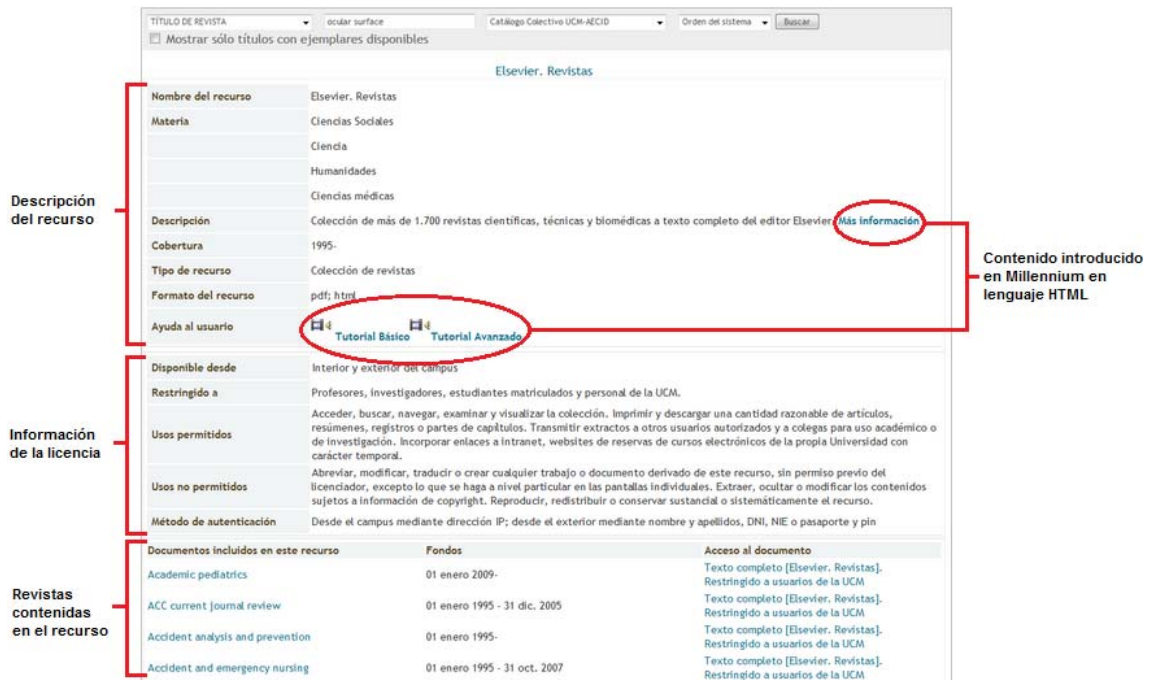 TÍTULO DE REVISTA ocular surface Catálogo Colectivo UCM-AECID Orden del sistema Buscar
Mostrar sólo títulos con ejemplares disponibles
Elsevier. Revistas
Nombre del recurso Elsevier. Revistas
Materia Ciencias Sociales
Ciencia
Humanidades
Ciencias médicas
Descripción
del recurso
Descripción Colección de más de 1.700 revistas científicas, técnicas y biomédicas a texto completo del editor Elsevier. Más información
Cobertura 1995-
Tipo de recurso Colección de revistas
Formato del recurso pdf; html
Ayuda al usuario Tutorial Básico Tutorial Avanzado
Contenido introducido
en Millennium en
lenguaje HTML
Información
de la licencia
Disponible desde Interior y exterior del campus
Restringido a Profesores, investigadores, estudiantes matriculados y personal de la UCM.
Usos permitidos Acceder, buscar, navegar, examinar y visualizar la colección. Imprimir y descargar una cantidad razonable de artículos,
resúmenes, registros o partes de capítulos. Transmitir extractos a otros usuarios autorizados y a colegas para uso académico o
de investigación. Incorporar enlaces a intranet, websites de reservas de cursos electrónicos de la propia Universidad con
carácter temporal.
Usos no permitidos Abreviar, modificar, traducir o crear cualquier trabajo o documento derivado de este recurso, sin permiso previo del
licenciador, excepto lo que se haga a nivel particular en las pantallas individuales. Extraer, ocultar o modificar los contenidos
sujetos a información de copyright. Reproducir, redistribuir o conservar sustancial o sistemáticamente el recurso.
Método de autenticación Desde el campus mediante dirección IP; desde el exterior mediante nombre y apellidos, DNI, NIE o pasaporte y pin
Revistas
contenidas
en el recurso
Documentos incluidos en este recurso Fondos Acceso al documento
Academic pediatrics 01 enero 2009- Texto completo [Elsevier. Revistas].
Restringido a usuarios de la UCM
ACC current journal review 01 enero 1995 - 31 dic. 2005 Texto completo [Elsevier. Revistas].
Restringido a usuarios de la UCM
Accident analysis and prevention 01 enero 1995- Texto completo [Elsevier. Revistas].
Restringido a usuarios de la UCM
Accident and emergency nursing 01 enero 1995 - 31 oct. 2007 Texto completo [Elsevier. Revistas].
Restringido a usuarios de la UCM